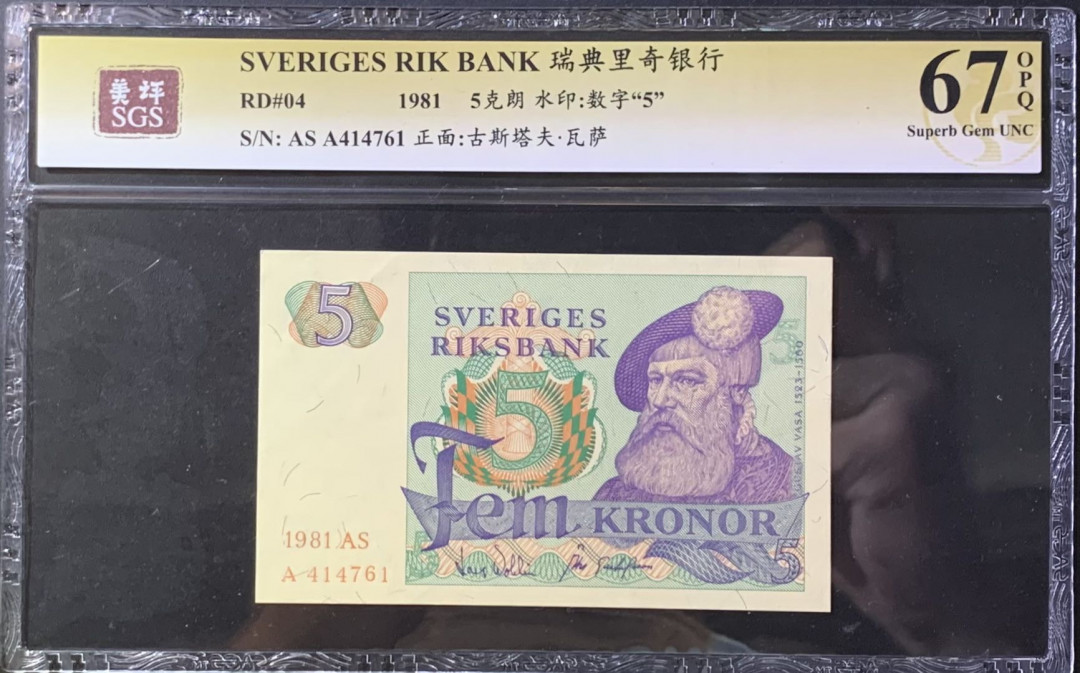 SVERIGES RIK BANK 瑞典里奇银行
美评
SGS
RD#04 1981 5克朗 水印:数字“5”
S/N: AS A414761 正面:古斯塔夫·瓦萨
67 OPQ
Superb Gem UNC
5
SVERIGES
RIKSBANK
5
GUSTAV VASA 1523-1560
Fem KRONOR
1981 AS
A 414761
5